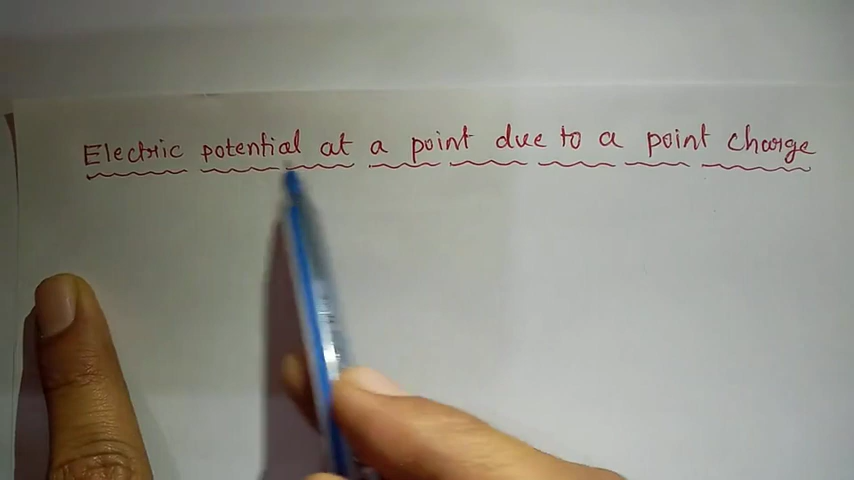 Electric potential at a point due to a point charge